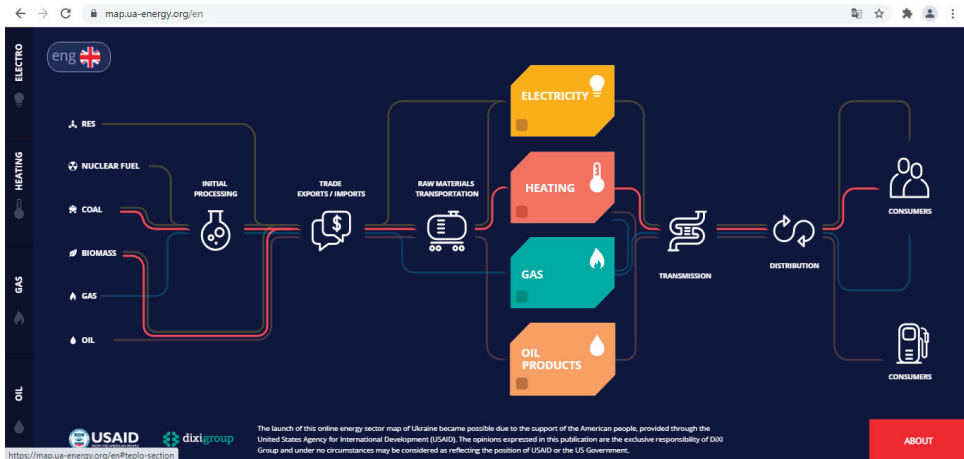 map.ua-energy.org/en
ELECTRO
HEATING
GAS
OIL
eng
RES
NUCLEAR FUEL
COAL
BIOMASS
GAS
OIL
INITIAL
PROCESSING
TRADE
EXPORTS / IMPORTS
RAW MATERIALS
TRANSPORTATION
ELECTRICITY
HEATING
GAS
OIL
PRODUCTS
TRANSMISSION
DISTRIBUTION
CONSUMERS
CONSUMERS
USAID
FROM THE AMERICAN PEOPLE
dixigroup
The launch of this online energy sector map of Ukraine became possible due to the support of the American people, provided through the
United States Agency for International Development (USAID). The opinions expressed in this publication are the exclusive responsibility of DiXi
Group and under no circumstances may be considered as reflecting the position of USAID or the US Government.
ABOUT
https://map.ua-energy.org/en#teplo-section